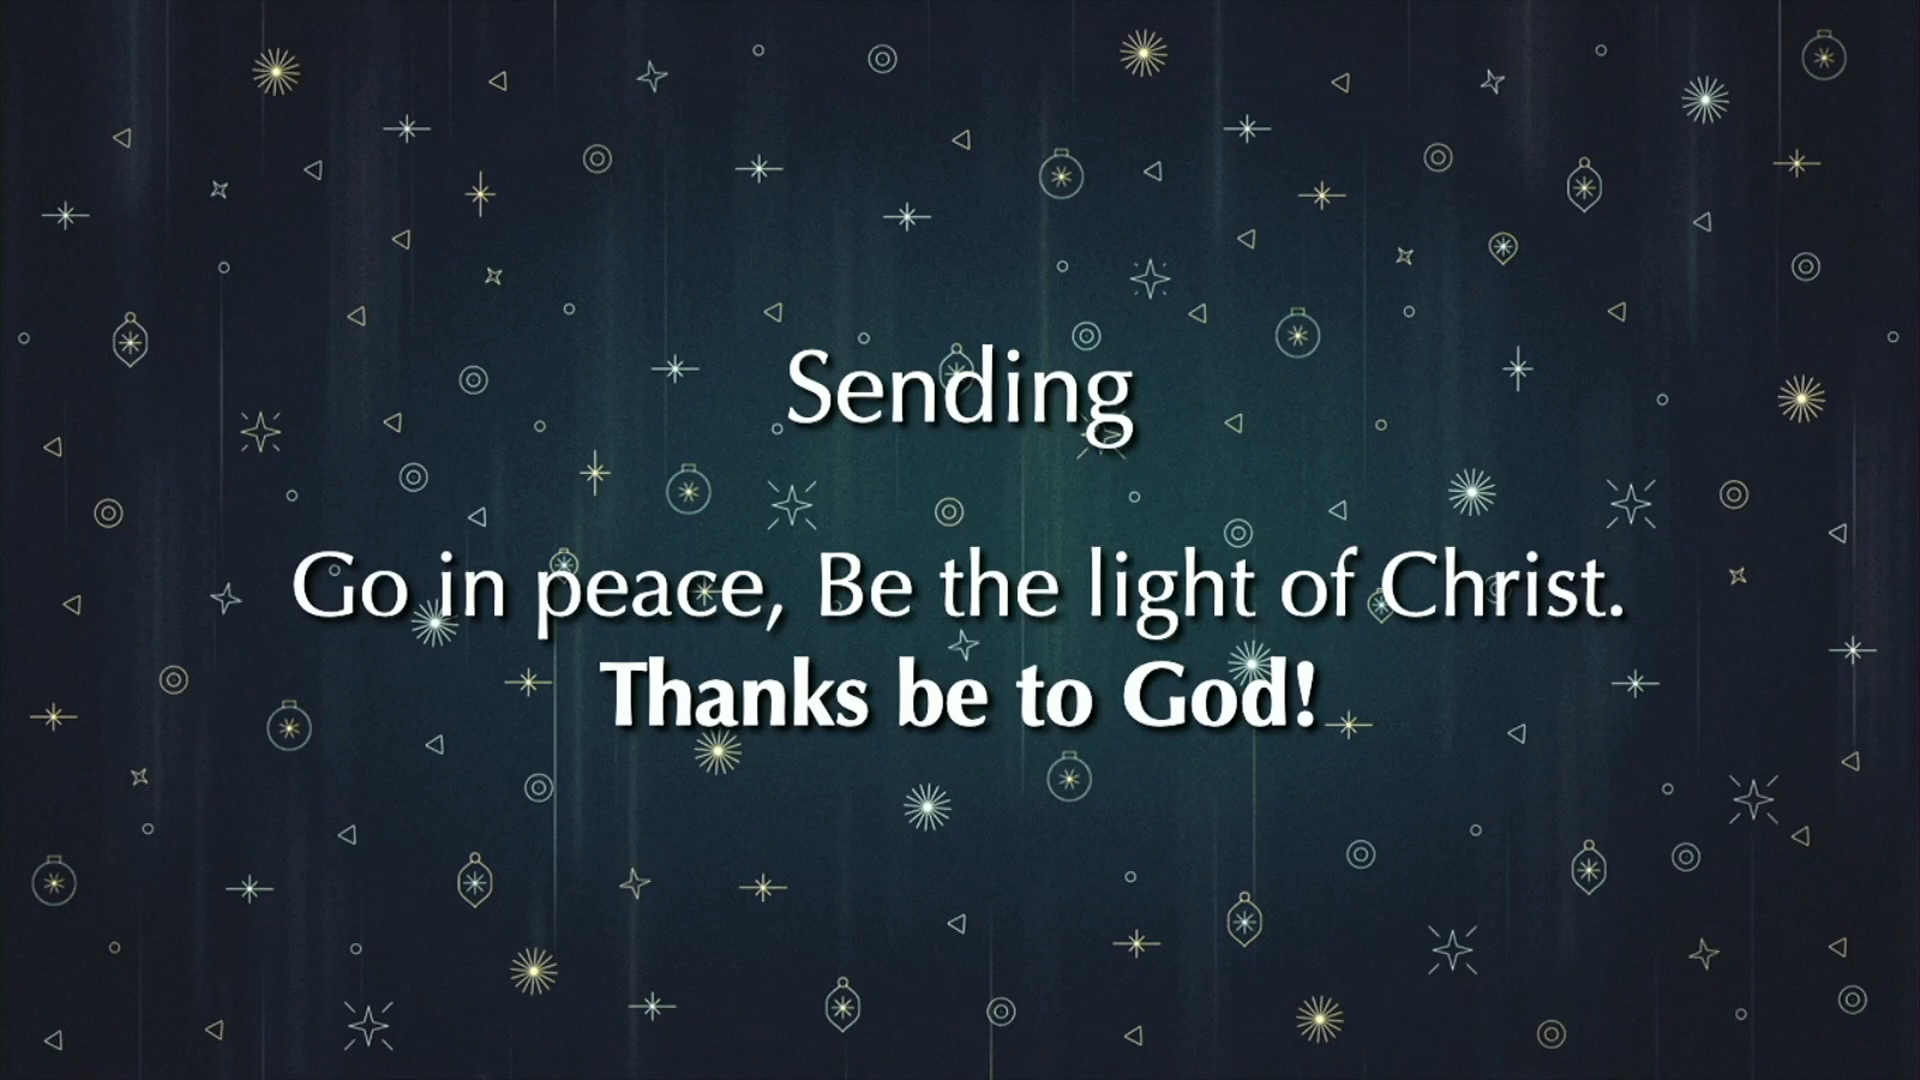 Sending
Go in peace, Be the light of Christ.
Thanks be to God!